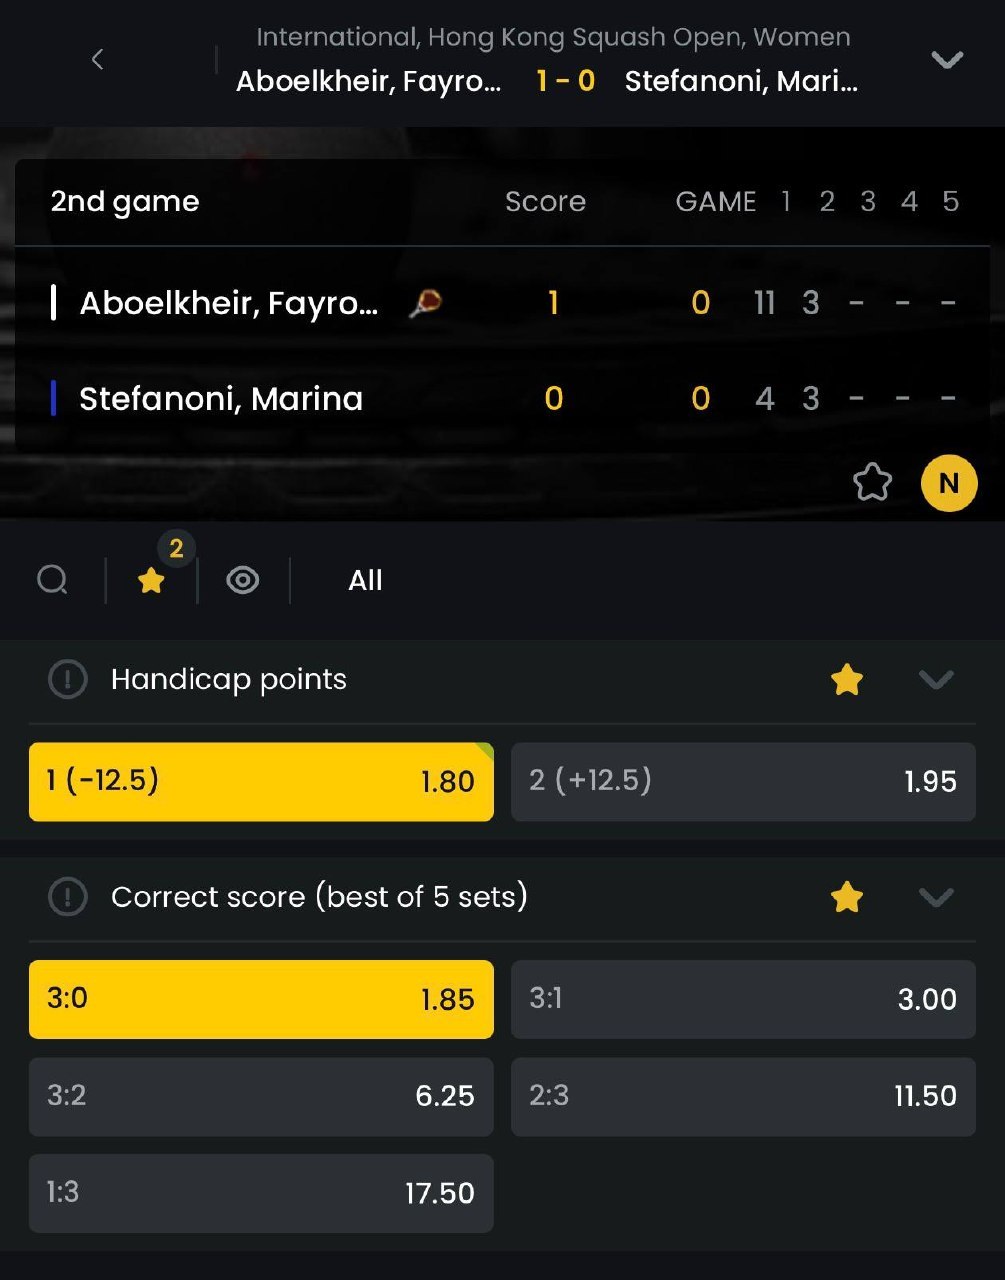 International, Hong Kong Squash Open, Women
Aboelkheir, Fayro... 1 - 0 Stefanoni, Mari...
2nd game Score GAME 1 2 3 4 5
Aboelkheir, Fayro... 1 0 11 3 - - -
Stefanoni, Marina 0 0 4 3 - - -
N
2
All
Handicap points
1 (-12.5) 1.80 2 (+12.5) 1.95
Correct score (best of 5 sets)
3:0 1.85 3:1 3.00
3:2 6.25 2:3 11.50
1:3 17.50